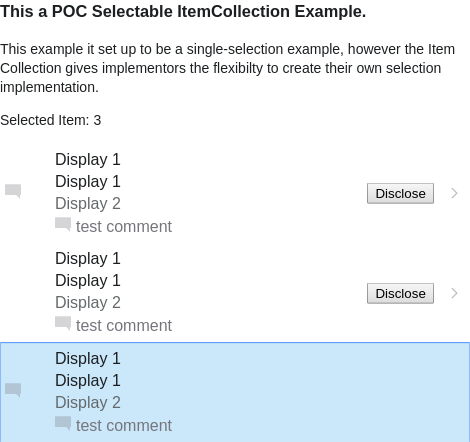 This a POC Selectable ItemCollection Example.
This example it set up to be a single-selection example, however the Item
Collection gives implementors the flexibilty to create their own selection
implementation.
Selected Item: 3
Display 1
Display 1
Display 2
test comment
Disclose
Display 1
Display 1
Display 2
test comment
Disclose
Display 1
Display 1
Display 2
test comment